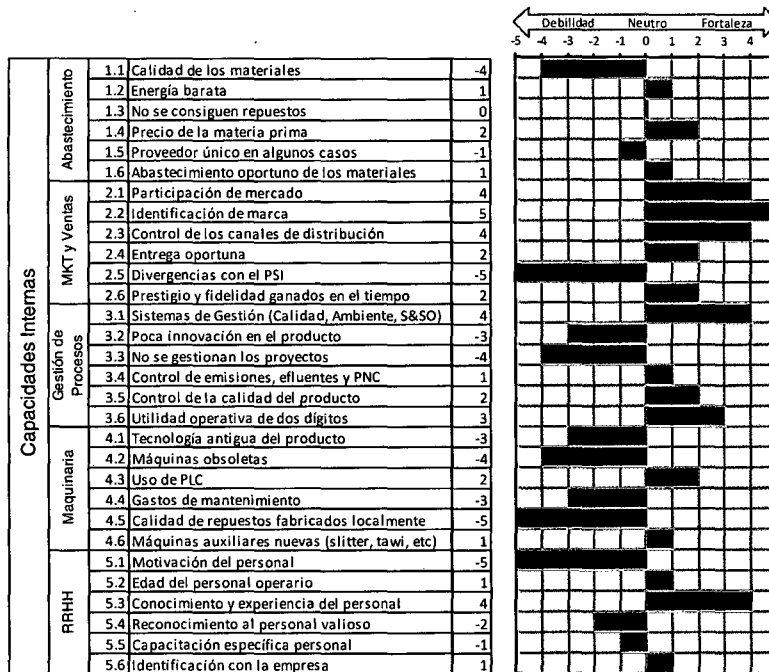 Debilidad Neutro Fortaleza
-5 -4 -3 -2 -1 0 1 2 3 4
Capacidades Internas
Abastecimiento
1.1 Calidad de los materiales -4
1.2 Energía barata 1
1.3 No se consiguen repuestos 0
1.4 Precio de la materia prima 2
1.5 Proveedor único en algunos casos -1
1.6 Abastecimiento oportuno de los materiales 1
MKT y Ventas
2.1 Participación de mercado 4
2.2 Identificación de marca 5
2.3 Control de los canales de distribución 4
2.4 Entrega oportuna 2
2.5 Divergencias con el PSI -5
2.6 Prestigio y fidelidad ganados en el tiempo 2
Gestión de
Procesos
3.1 Sistemas de Gestión (Calidad, Ambiente, S&SO) 4
3.2 Poca innovación en el producto -3
3.3 No se gestionan los proyectos -4
3.4 Control de emisiones, efluentes y PNC 1
3.5 Control de la calidad del producto 2
3.6 Utilidad operativa de dos dígitos 3
Maquinaria
4.1 Tecnología antigua del producto -3
4.2 Máquinas obsoletas -4
4.3 Uso de PLC 2
4.4 Gastos de mantenimiento -3
4.5 Calidad de repuestos fabricados localmente -5
4.6 Máquinas auxiliares nuevas (slitter, tawi, etc) 1
RRHH
5.1 Motivación del personal -5
5.2 Edad del personal operario 1
5.3 Conocimiento y experiencia del personal 4
5.4 Reconocimiento al personal valioso -2
5.5 Capacitación específica personal -1
5.6 Identificación con la empresa 1